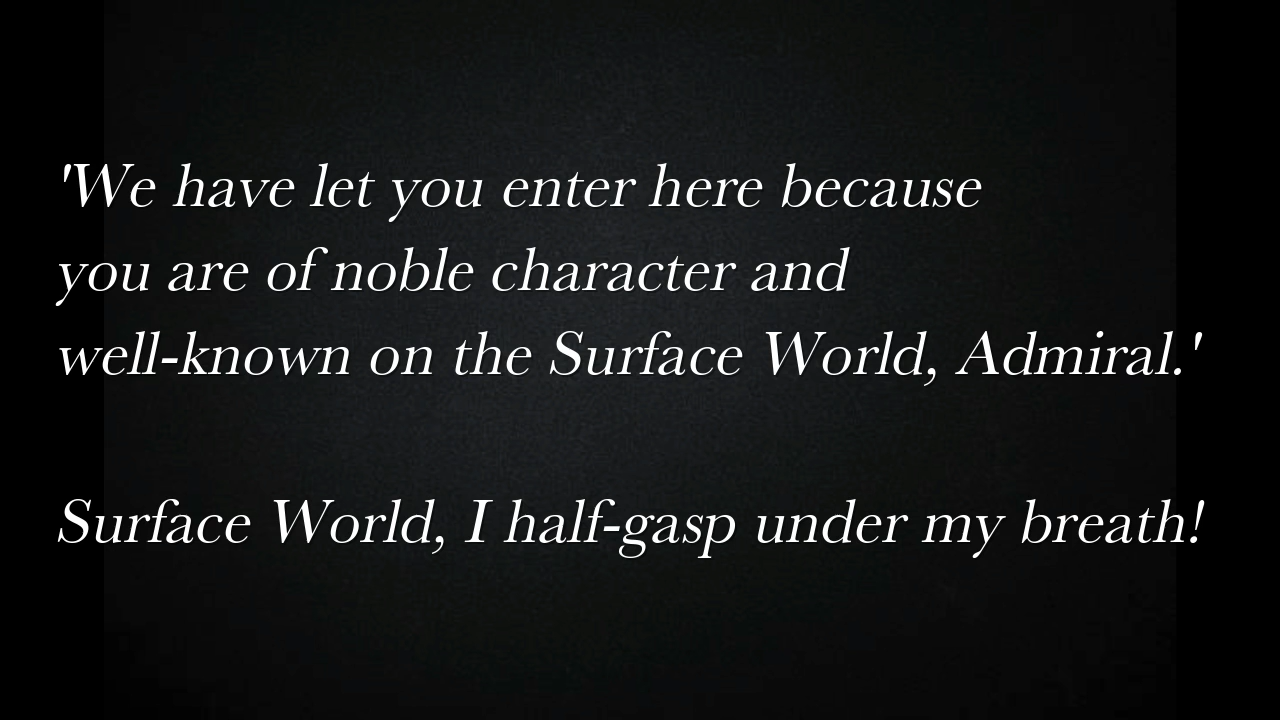 'We have let you enter here because
you are of noble character and
well-known on the Surface World, Admiral.'
Surface World, I half-gasp under my breath!